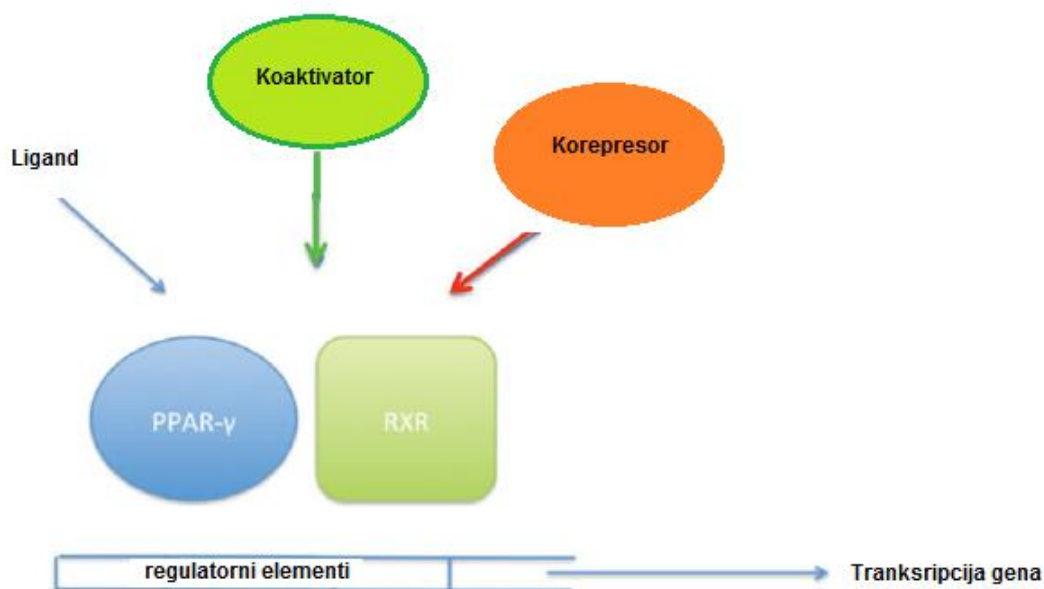 Koaktivator
Korepresor
Ligand
PPAR-γ
RXR
regulatorni elementi
Tranksripcija gena